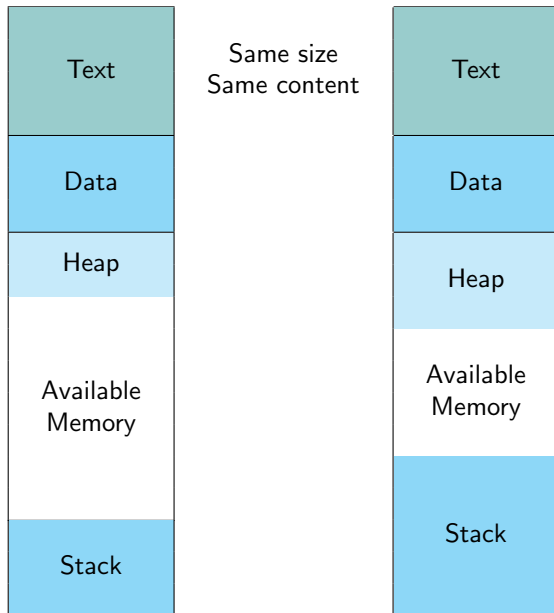 Text
Same size
Same content
Text
Data
Data
Heap
Heap
Available
Memory
Available
Memory
Stack
Stack